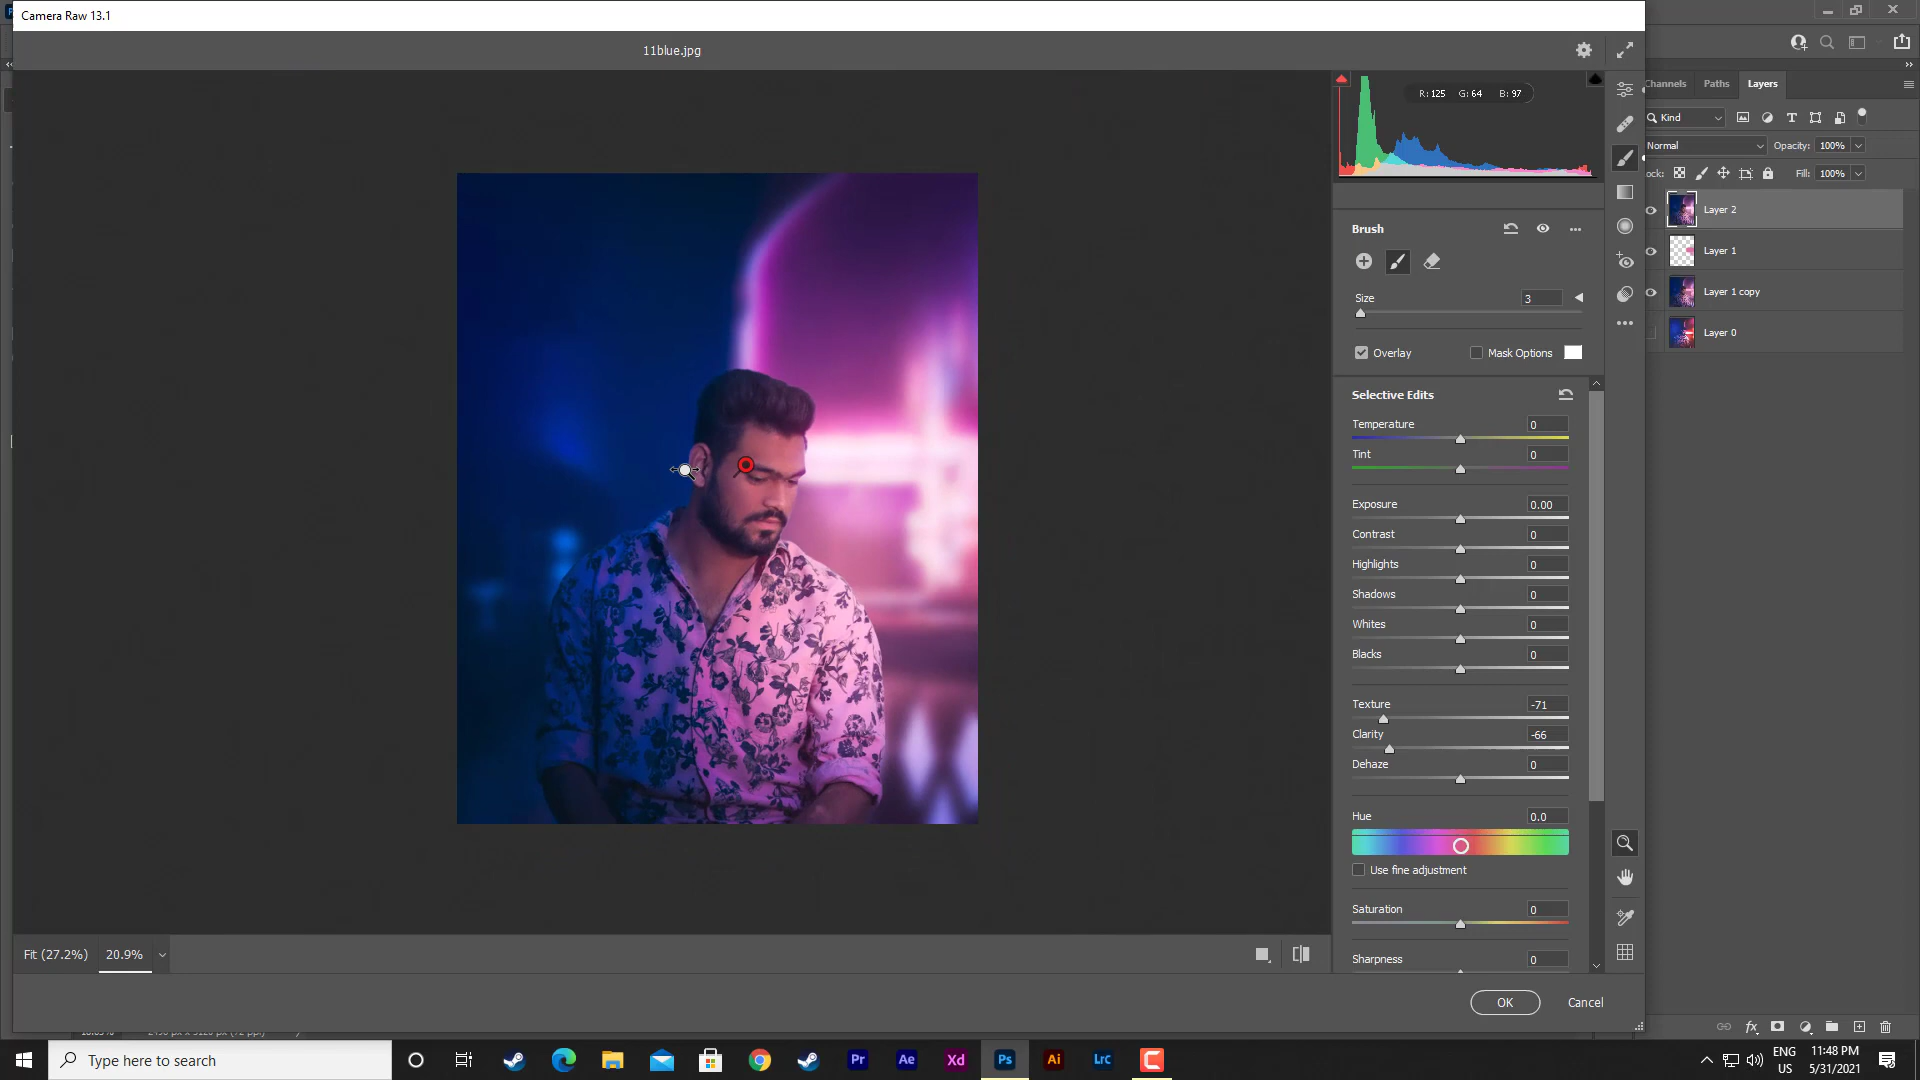 Camera Raw 13.1
11blue.jpg
R: 125 G: 64 B: 97
Brush
Size 3
Overlay Mask Options
Selective Edits
Temperature 0
Tint 0
Exposure 0.00
Contrast 0
Highlights 0
Shadows 0
Whites 0
Blacks 0
Texture -71
Clarity -66
Dehaze 0
Hue 0.0
Use fine adjustment
Saturation 0
Sharpness 0
Fit (27.2%) 20.9%
OK Cancel
Channels Paths Layers
Kind
Normal Opacity: 100%
Fill: 100%
Layer 2
Layer 1
Layer 1 copy
Layer 0
Type here to search
Pr Ae Xd Ps Ai Lrc
ENG
US
11:48 PM
5/31/2021